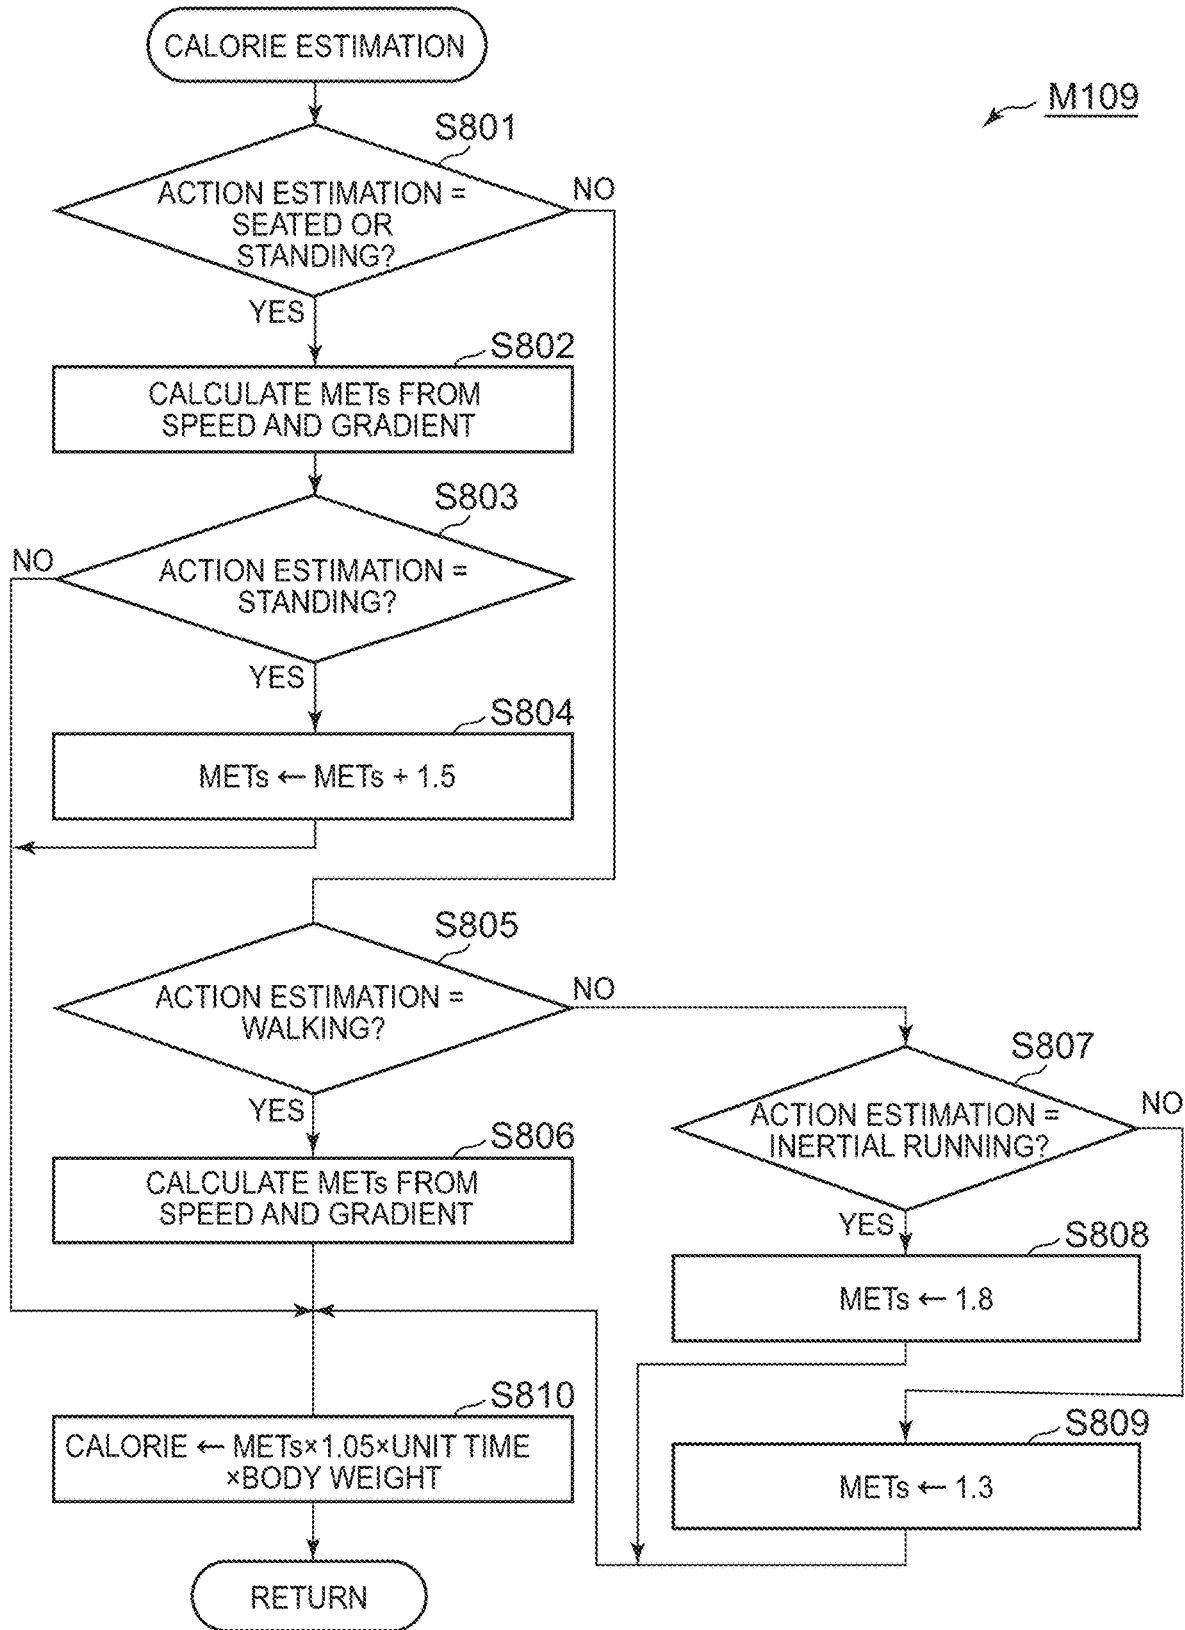 CALORIE ESTIMATION
M109
S801
ACTION ESTIMATION =
SEATED OR
STANDING?
NO
YES
S802
CALCULATE METs FROM
SPEED AND GRADIENT
S803
NO
ACTION ESTIMATION =
STANDING?
YES
S804
METs ← METs + 1.5
S805
ACTION ESTIMATION =
WALKING?
NO
YES
S806
CALCULATE METs FROM
SPEED AND GRADIENT
S807
ACTION ESTIMATION =
INERTIAL RUNNING?
NO
YES
S808
METs ← 1.8
S809
METs ← 1.3
S810
CALORIE ← METs×1.05×UNIT TIME
×BODY WEIGHT
RETURN